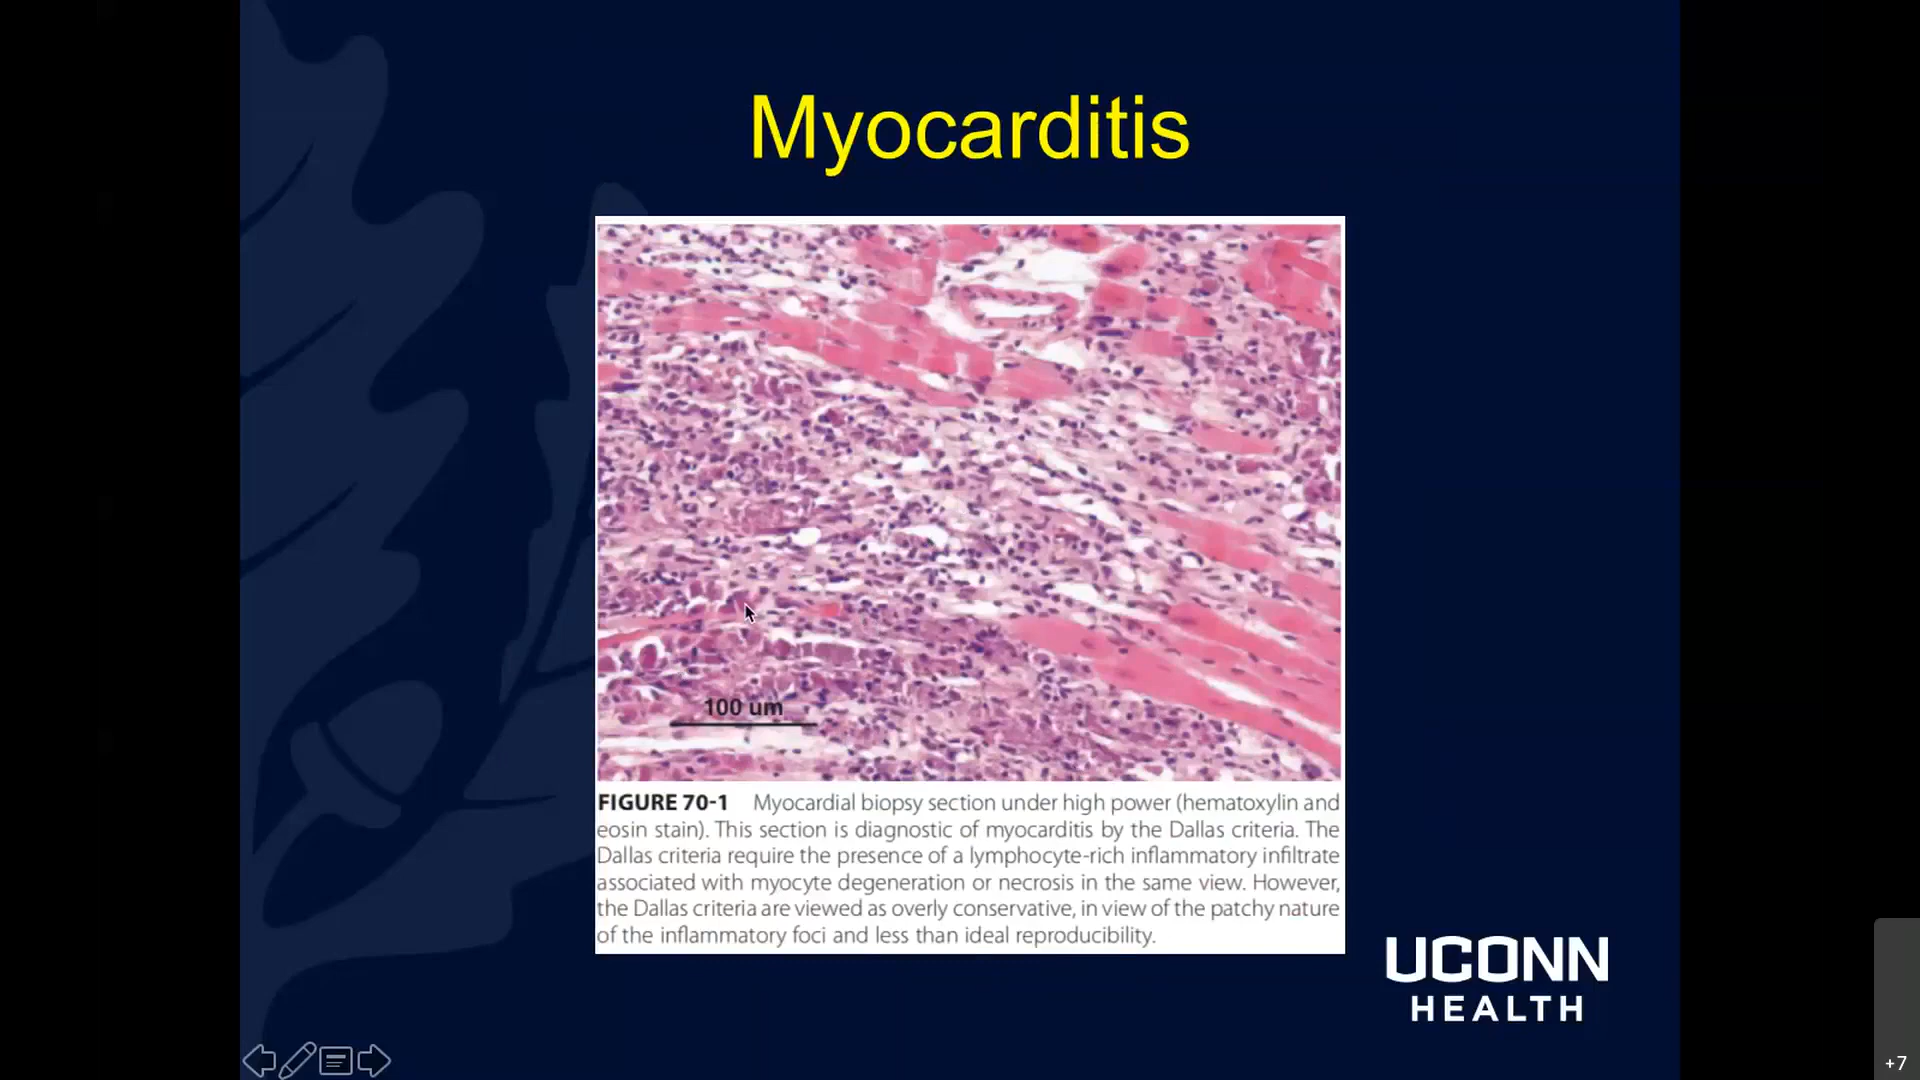 Myocarditis
100 um
FIGURE 70-1 Myocardial biopsy section under high power (hematoxylin and
eosin stain). This section is diagnostic of myocarditis by the Dallas criteria. The
Dallas criteria require the presence of a lymphocyte-rich inflammatory infiltrate
associated with myocyte degeneration or necrosis in the same view. However,
the Dallas criteria are viewed as overly conservative, in view of the patchy nature
of the inflammatory foci and less than ideal reproducibility.
UCONN
HEALTH
+7